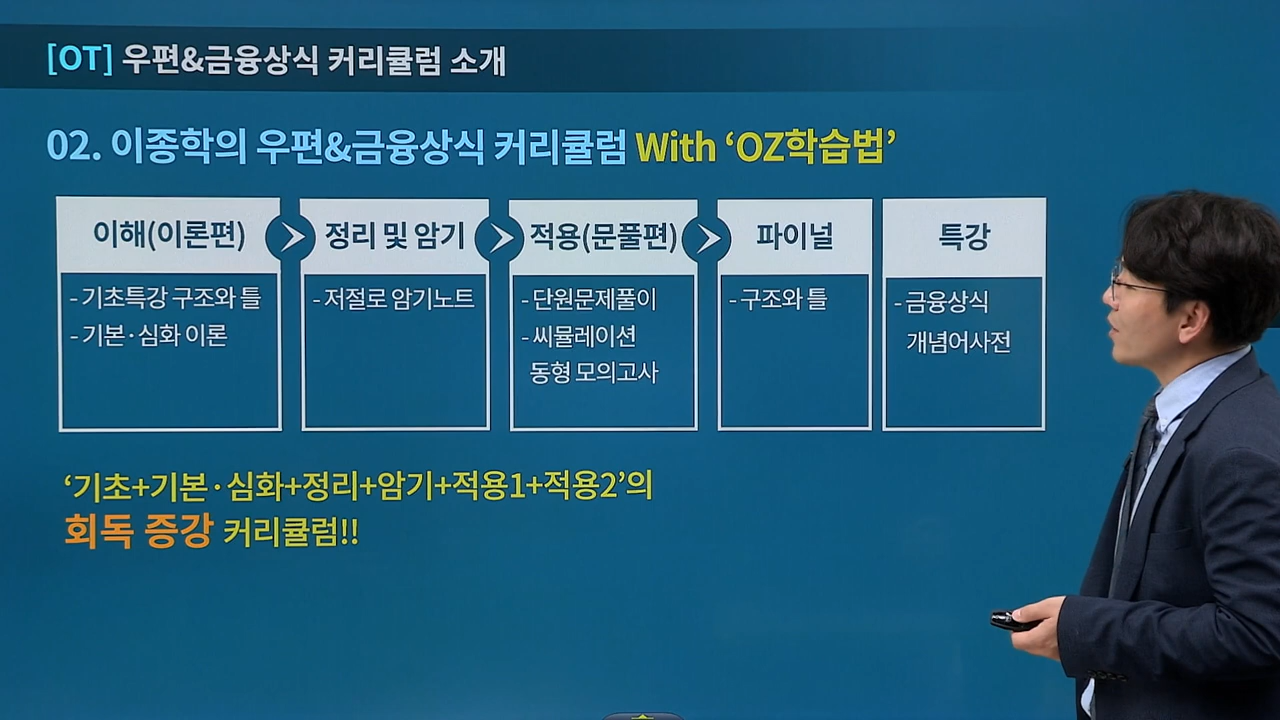 [OT] 우편&금융상식 커리큘럼 소개
02. 이종학의 우편&금융상식 커리큘럼 With ‘OZ학습법’
이해(이론편)
- 기초특강 구조와 틀
- 기본·심화 이론
정리 및 암기
- 저절로 암기노트
적용(문풀편)
- 단원문제풀이
- 씨뮬레이션
동형 모의고사
파이널
- 구조와 틀
특강
- 금융상식
개념어사전
‘기초+기본·심화+정리+암기+적용1+적용2’의
회독 증강 커리큘럼!!